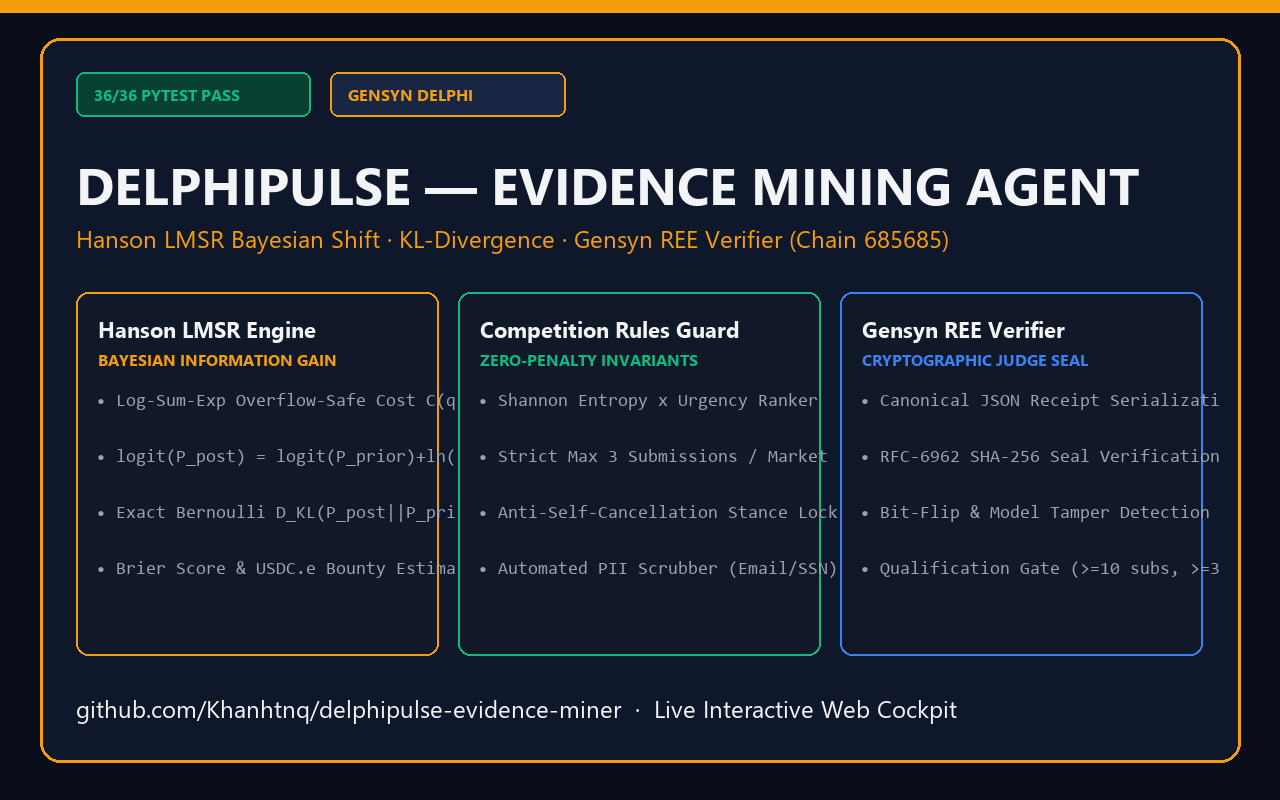 36/36 PYTEST PASS
GENSYN DELPHI
DELPHIPULSE — EVIDENCE MINING AGENT
Hanson LMSR Bayesian Shift · KL-Divergence · Gensyn REE Verifier (Chain 685685)
Hanson LMSR Engine
BAYESIAN INFORMATION GAIN
• Log-Sum-Exp Overflow-Safe Cost C(q
• logit(P_post) = logit(P_prior)+ln(
• Exact Bernoulli D_KL(P_post||P_pri
• Brier Score & USDC.e Bounty Estima
Competition Rules Guard
ZERO-PENALTY INVARIANTS
• Shannon Entropy x Urgency Ranker
• Strict Max 3 Submissions / Market
• Anti-Self-Cancellation Stance Lock
• Automated PII Scrubber (Email/SSN)
Gensyn REE Verifier
CRYPTOGRAPHIC JUDGE SEAL
• Canonical JSON Receipt Serializati
• RFC-6962 SHA-256 Seal Verification
• Bit-Flip & Model Tamper Detection
• Qualification Gate (>=10 subs, >=3
github.com/Khanhtnq/delphipulse-evidence-miner · Live Interactive Web Cockpit